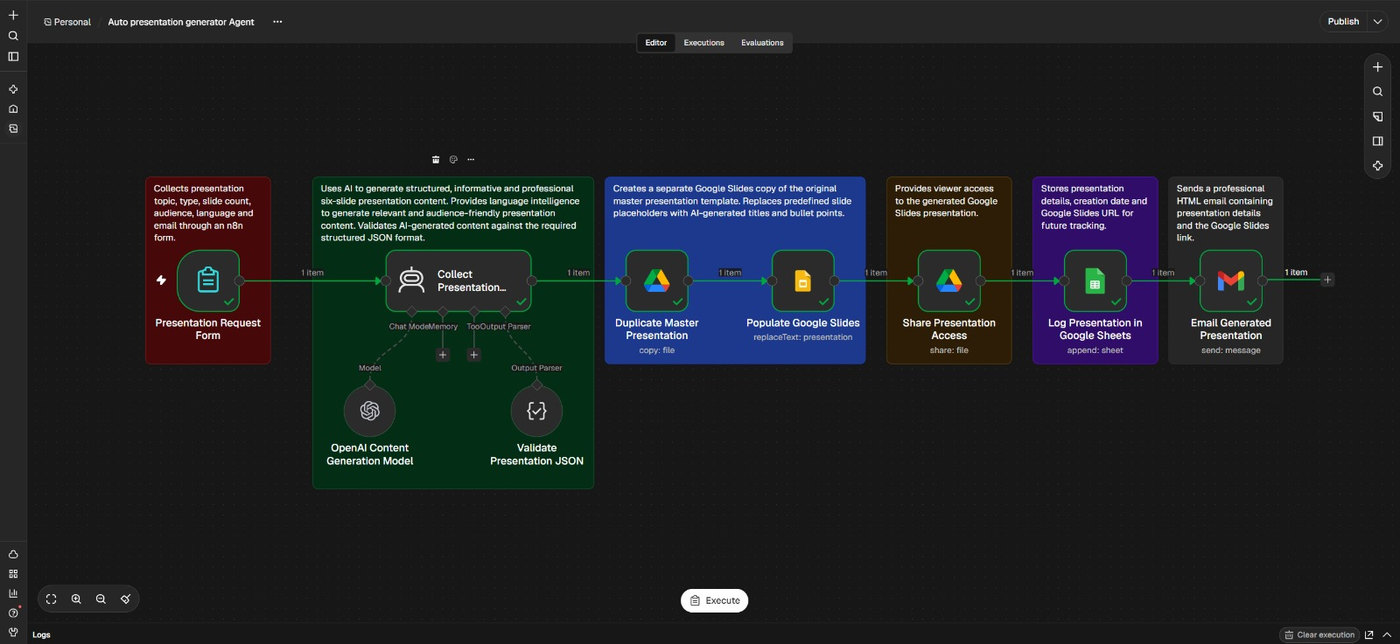 Personal / Auto presentation generator Agent
Publish
Editor Executions Evaluations
Collects presentation
topic, type, slide count,
audience, language and
email through an n8n
form.
Uses AI to generate structured, informative and professional
six-slide presentation content. Provides language intelligence
to generate relevant and audience-friendly presentation
content. Validates AI-generated content against the required
structured JSON format.
Creates a separate Google Slides copy of the original
master presentation template. Replaces predefined slide
placeholders with AI-generated titles and bullet points.
Provides viewer access
to the generated Google
Slides presentation.
Stores presentation
details, creation date and
Google Slides URL for
future tracking.
Sends a professional
HTML email containing
presentation details
and the Google Slides
link.
1 item
1 item
1 item
1 item
1 item
1 item
1 item
Collect
Presentation...
Presentation Request
Form
Chat Mode
Memory
Too
Output Parser
Model
Output Parser
OpenAI Content
Generation Model
Validate
Presentation JSON
Duplicate Master
Presentation
copy: file
Populate Google Slides
replaceText: presentation
Share Presentation
Access
share: file
Log Presentation in
Google Sheets
append: sheet
Email Generated
Presentation
send: message
Execute
Logs
Clear execution